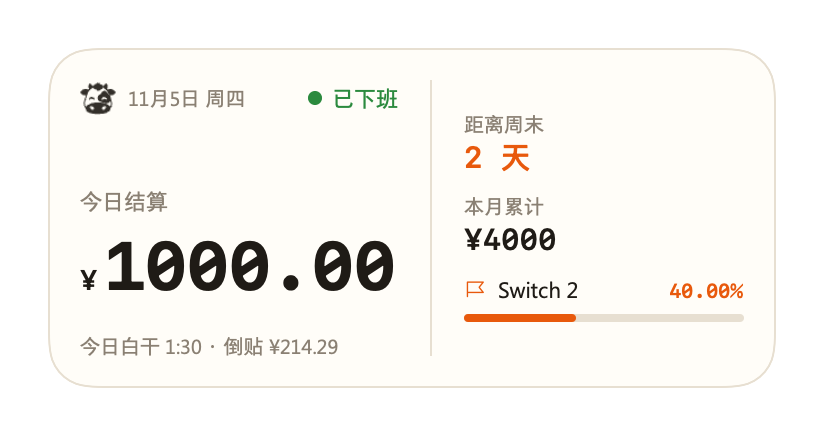 11月5日 周四
已下班
今日结算
¥1000.00
今日白干 1:30 · 倒贴 ¥214.29
距离周末
2 天
本月累计
¥4000
Switch 2
40.00%